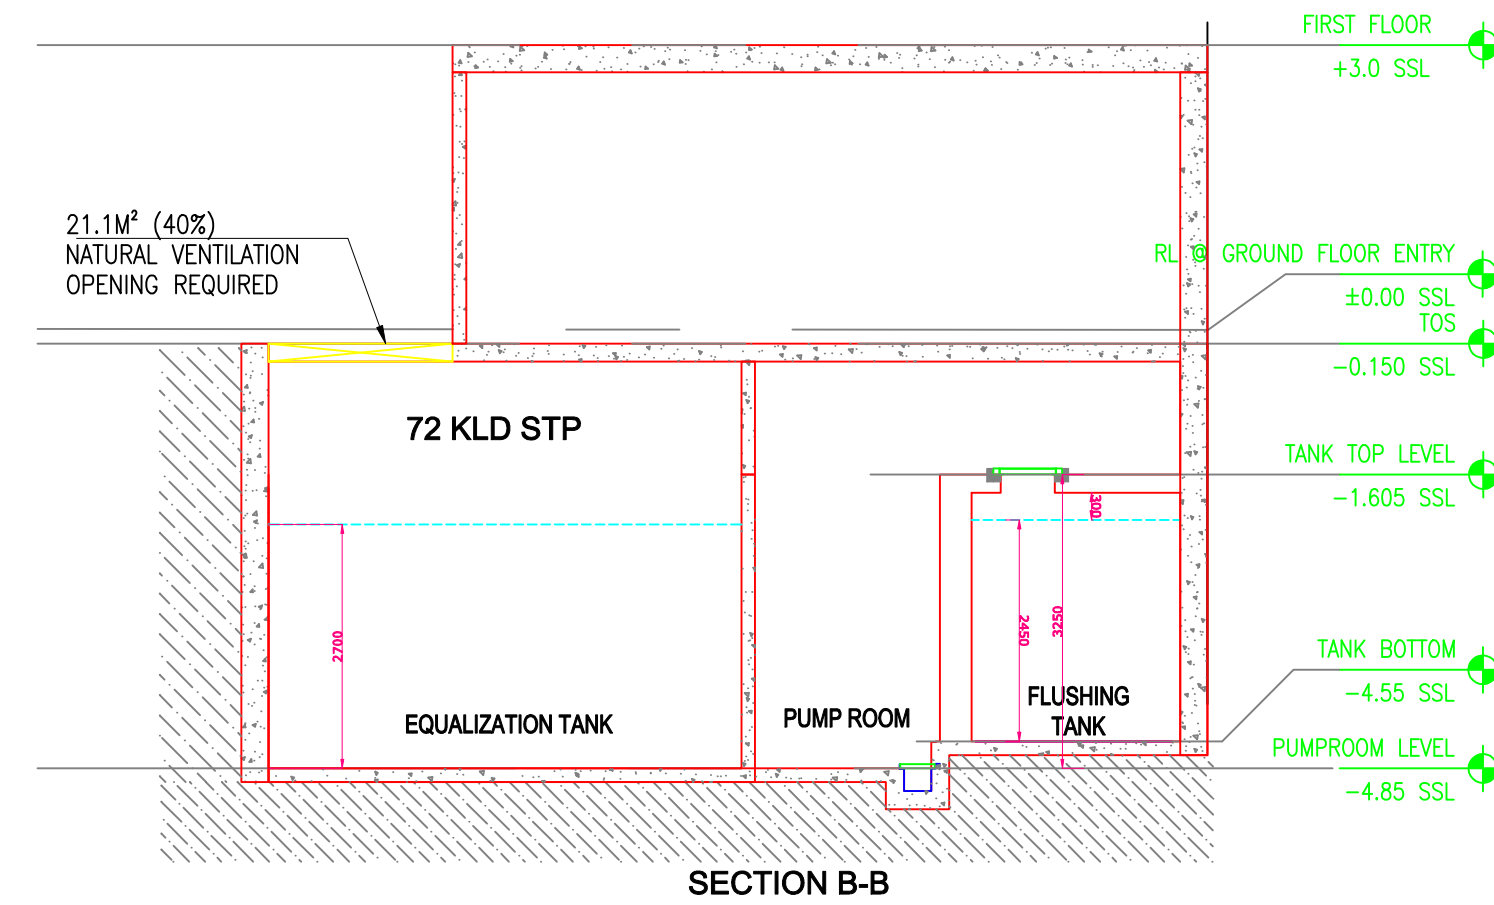 FIRST FLOOR
+3.0 SSL
21.1M² (40%)
NATURAL VENTILATION
OPENING REQUIRED
RL @ GROUND FLOOR ENTRY
±0.00 SSL
TOS
−0.150 SSL
72 KLD STP
TANK TOP LEVEL
−1.605 SSL
300
2700
2450
3250
TANK BOTTOM
−4.55 SSL
EQUALIZATION TANK
PUMP ROOM
FLUSHING
TANK
PUMPROOM LEVEL
−4.85 SSL
SECTION B-B